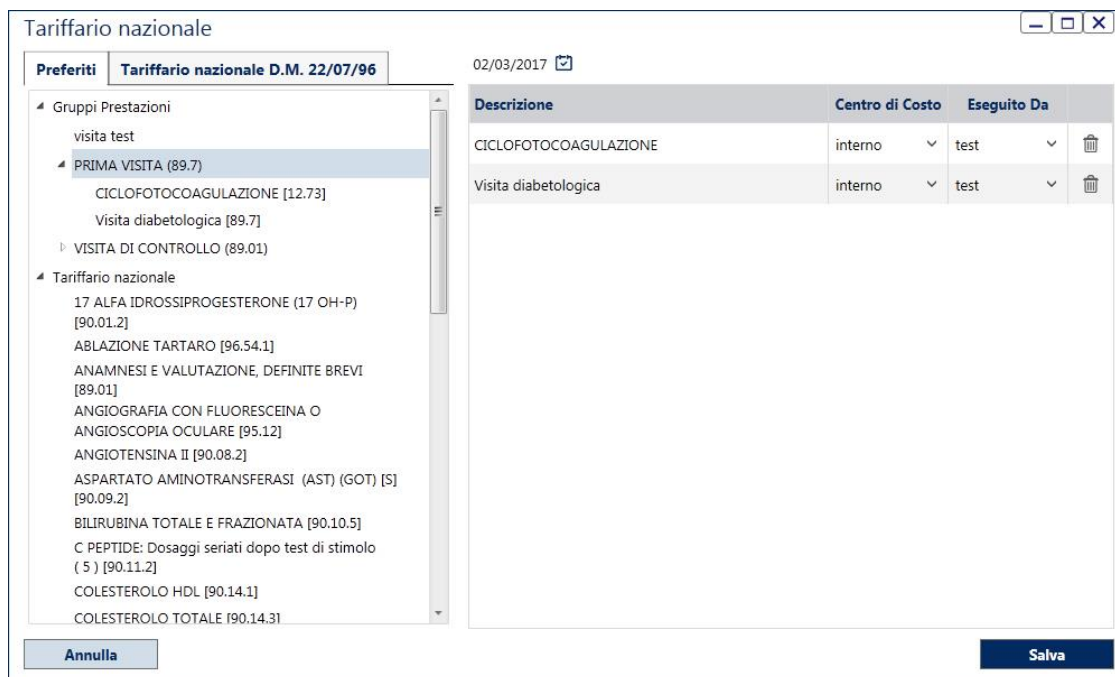 Tariffario nazionale
Preferiti
Tariffario nazionale D.M. 22/07/96
Gruppi Prestazioni
visita test
PRIMA VISITA (89.7)
CICLOFOTOCOAGULAZIONE [12.73]
Visita diabetologica [89.7]
VISITA DI CONTROLLO (89.01)
Tariffario nazionale
17 ALFA IDROSSIPROGESTERONE (17 OH-P)
[90.01.2]
ABLAZIONE TARTARO [96.54.1]
ANAMNESI E VALUTAZIONE, DEFINITE BREVI
[89.01]
ANGIOGRAFIA CON FLUORESCEINA O
ANGIOSCOPIA OCULARE [95.12]
ANGIOTENSINA II [90.08.2]
ASPARTATO AMINOTRANSFERASI (AST) (GOT) [S]
[90.09.2]
BILIRUBINA TOTALE E FRAZIONATA [90.10.5]
C PEPTIDE: Dosaggi seriati dopo test di stimolo
( 5 ) [90.11.2]
COLESTEROLO HDL [90.14.1]
COLESTEROLO TOTALE [90.14.3]
02/03/2017
Descrizione Centro di Costo Eseguito Da
CICLOFOTOCOAGULAZIONE interno test
Visita diabetologica interno test
Annulla
Salva